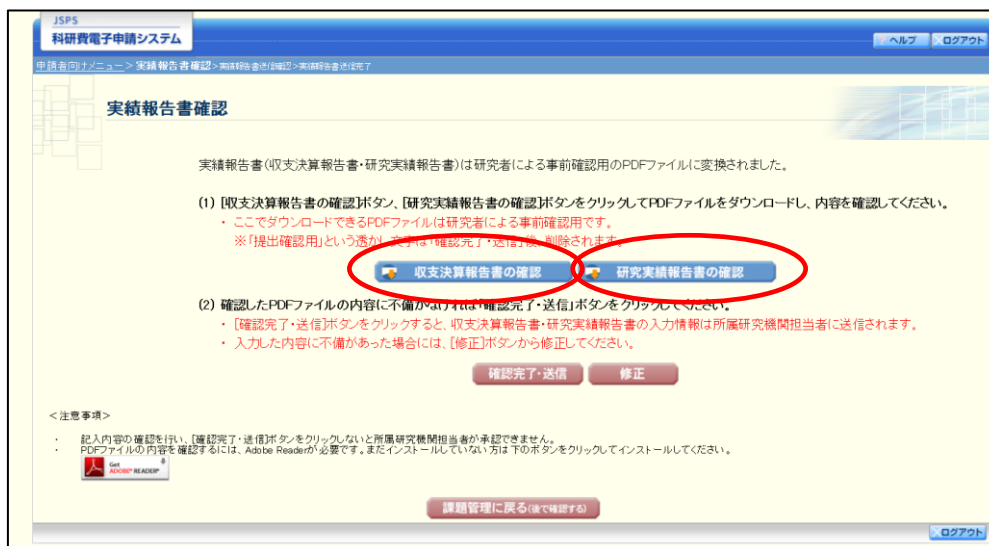 JSPS
科研費電子申請システム
ヘルプ ログアウト
申請者向けメニュー>実績報告書確認>実績報告書送信確認>実績報告書送信完了
実績報告書確認
実績報告書(収支決算報告書・研究実績報告書)は研究者による事前確認用のPDFファイルに変換されました。
(1) [収支決算報告書の確認]ボタン、[研究実績報告書の確認]ボタンをクリックしてPDFファイルをダウンロードし、内容を確認してください。
・ ここでダウンロードできるPDFファイルは研究者による事前確認用です。
※「提出確認用」という透かし文字は「確認完了・送信」後、削除されます。
収支決算報告書の確認 研究実績報告書の確認
(2) 確認したPDFファイルの内容に不備がなければ「確認完了・送信」ボタンをクリックしてください。
・ [確認完了・送信]ボタンをクリックすると、収支決算報告書・研究実績報告書の入力情報は所属研究機関担当者に送信されます。
・ 入力した内容に不備があった場合には、[修正]ボタンから修正してください。
確認完了・送信 修正
<注意事項>
・ 記入内容の確認を行い、[確認完了・送信]ボタンをクリックしないと所属研究機関担当者が承認できません。
・ PDFファイルの内容を確認するには、Adobe Readerが必要です。まだインストールしていない方は下のボタンをクリックしてインストールしてください。
Get
ADOBE® READER®
課題管理に戻る(後で確認する)
ログアウト